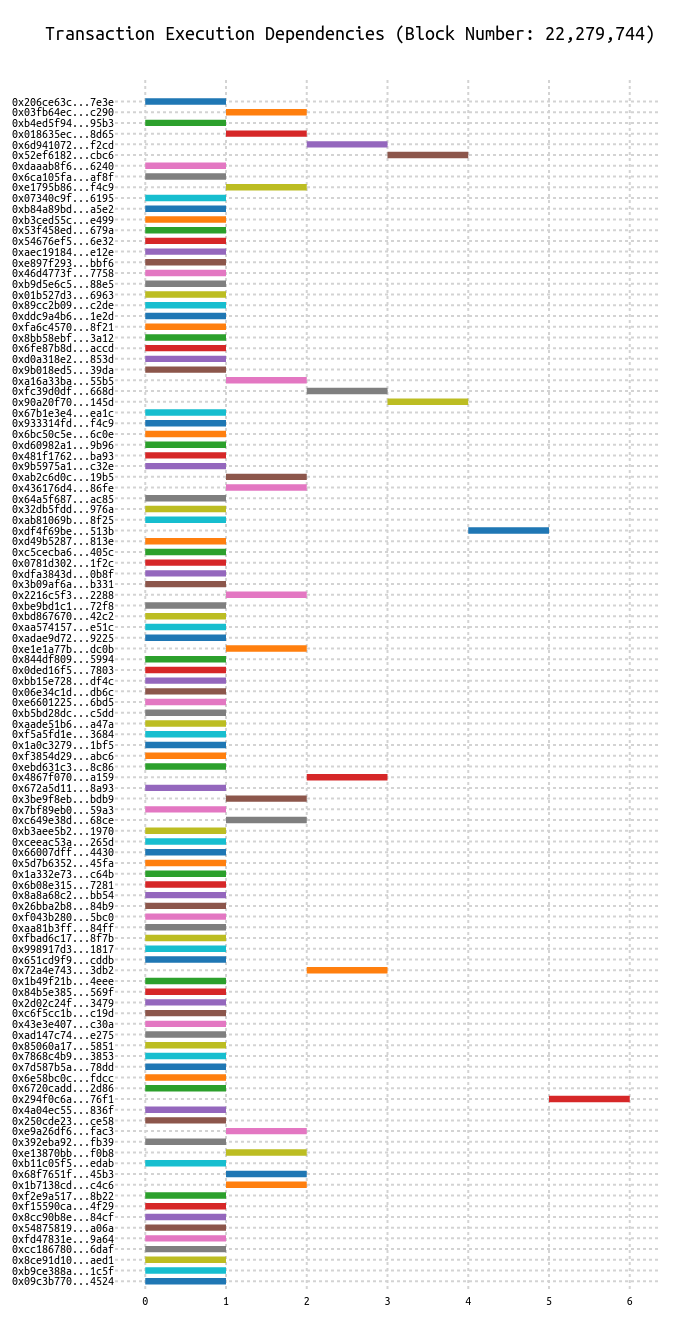 Transaction Execution Dependencies (Block Number: 22,279,744)
0x206ce63c...7e3e
0x03fb64ec...c290
0xb4ed5f94...95b3
0x018635ec...8d65
0x6d941072...f2cd
0x52ef6182...cbc6
0xdaaab8f6...6240
0x6ca105fa...af8f
0xe1795b86...f4c9
0x07340c9f...6195
0xb84a89bd...a5e2
0xb3ced55c...e499
0x53f458ed...679a
0x54676ef5...6e32
0xaec19184...e12e
0xe897f293...bbf6
0x46d4773f...7758
0xb9d5e6c5...88e5
0x01b527d3...6963
0x89cc2b09...c2de
0xddc9a4b6...1e2d
0xfa6c4570...8f21
0x8bb58ebf...3a12
0x6fe87b8d...accd
0xd0a318e2...853d
0x9b018ed5...39da
0xa16a33ba...55b5
0xfc39d0df...668d
0x90a20f70...145d
0x67b1e3e4...ea1c
0x933314fd...f4c9
0x6bc50c5e...6c0e
0xd60982a1...9b96
0x481f1762...ba93
0x9b5975a1...c32e
0xab2c6d0c...19b5
0x436176d4...86fe
0x64a5f687...ac85
0x32db5fdd...976a
0xab81069b...8f25
0xdf4f69be...513b
0xd49b5287...813e
0xc5cecba6...405c
0x0781d302...1f2c
0xdfa3843d...0b8f
0x3b09af6a...b331
0x2216c5f3...2288
0xbe9bd1c1...72f8
0xbd867670...42c2
0xaa574157...e51c
0xadae9d72...9225
0xe1e1a77b...dc0b
0x844df809...5994
0x0ded16f5...7803
0xbb15e728...df4c
0x06e34c1d...db6c
0xe6601225...6bd5
0xb5bd28dc...c5dd
0xaade51b6...a47a
0xf5a5fd1e...3684
0x1a0c3279...1bf5
0xf3854d29...abc6
0xebd631c3...8c86
0x4867f070...a159
0x672a5d11...8a93
0x3be9f8eb...bdb9
0x7bf89eb0...59a3
0xc649e38d...68ce
0xb3aee5b2...1970
0xceeac53a...265d
0x66007dff...4430
0x5d7b6352...45fa
0x1a332e73...c64b
0x6b08e315...7281
0x8a8a68c2...bb54
0x26bba2b8...84b9
0xf043b280...5bc0
0xaa81b3ff...84ff
0xfbad6c17...8f7b
0x998917d3...1817
0x651cd9f9...cddb
0x72a4e743...3db2
0x1b49f21b...4eee
0x84b5e385...569f
0x2d02c24f...3479
0xc6f5cc1b...c19d
0x43e3e407...c30a
0xad147c74...e275
0x85060a17...5851
0x7868c4b9...3853
0x7d587b5a...78dd
0x6e58bc0c...fdcc
0x6720cadd...2d86
0x294f0c6a...76f1
0x4a04ec55...836f
0x250cde23...ce58
0xe9a26df6...fac3
0x392eba92...fb39
0xe13870bb...f0b8
0xb11c05f5...edab
0x68f7651f...45b3
0x1b7138cd...c4c6
0xf2e9a517...8b22
0xf15590ca...4f29
0x8cc90b8e...84cf
0x54875819...a06a
0xfd47831e...9a64
0xcc186780...6daf
0x8ce91d10...aed1
0xb9ce388a...1c5f
0x09c3b770...4524
0 1 2 3 4 5 6